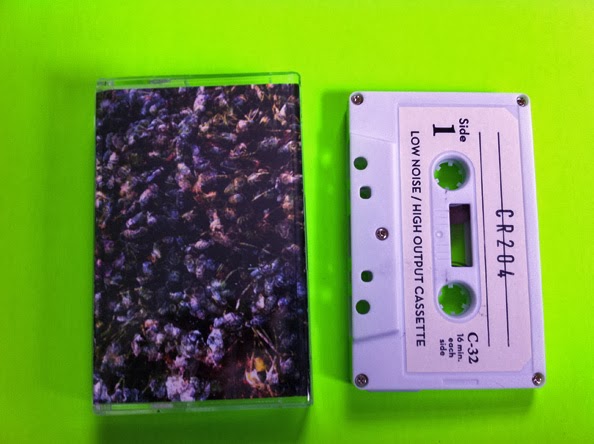 CR204
Side
1
LOW NOISE / HIGH OUTPUT CASSETTE
C-32
16 min.
each
side